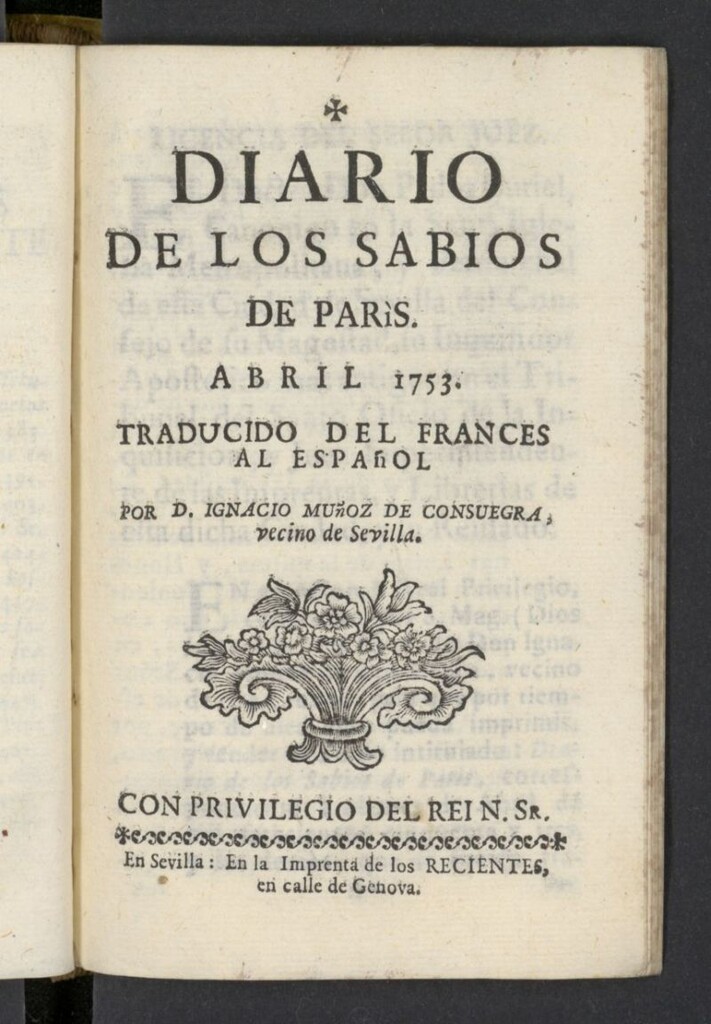 ✠
DIARIO
DE LOS SABIOS
DE PARìS.
ABRIL 1753.
TRADUCIDO DEL FRANCES
AL ESPAñOL
POR D. IGNACIO MUñOZ DE CONSUEGRA,
vecino de Sevilla.
CON PRIVILEGIO DEL REI N. SR.
En Sevilla: En la Imprenta de los RECIENTES,
en calle de Genova.